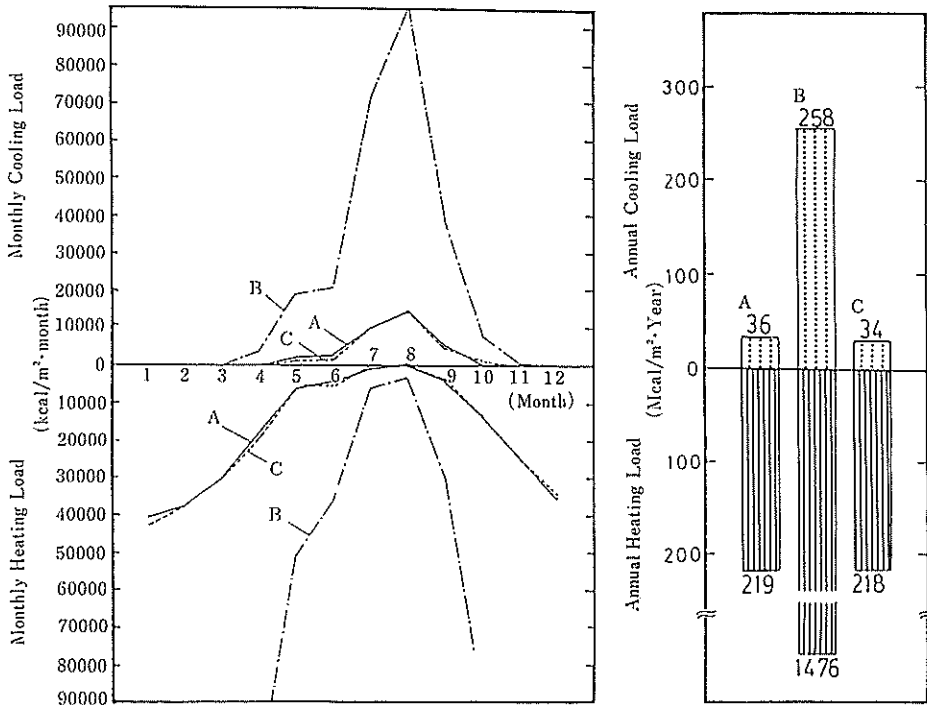 Monthly Cooling Load
(kcal/m²·month)
Monthly Heating Load
90000
80000
70000
60000
50000
40000
30000
20000
10000
0
10000
20000
30000
40000
50000
60000
70000
80000
90000
1 2 3 4 5 6 7 8 9 10 11 12
(Month)
B
A
C
A
C
B
Annual Cooling Load
(Mcal/m²·Year)
Annual Heating Load
300
200
100
0
100
200
A
36
B
258
C
34
219
218
1476